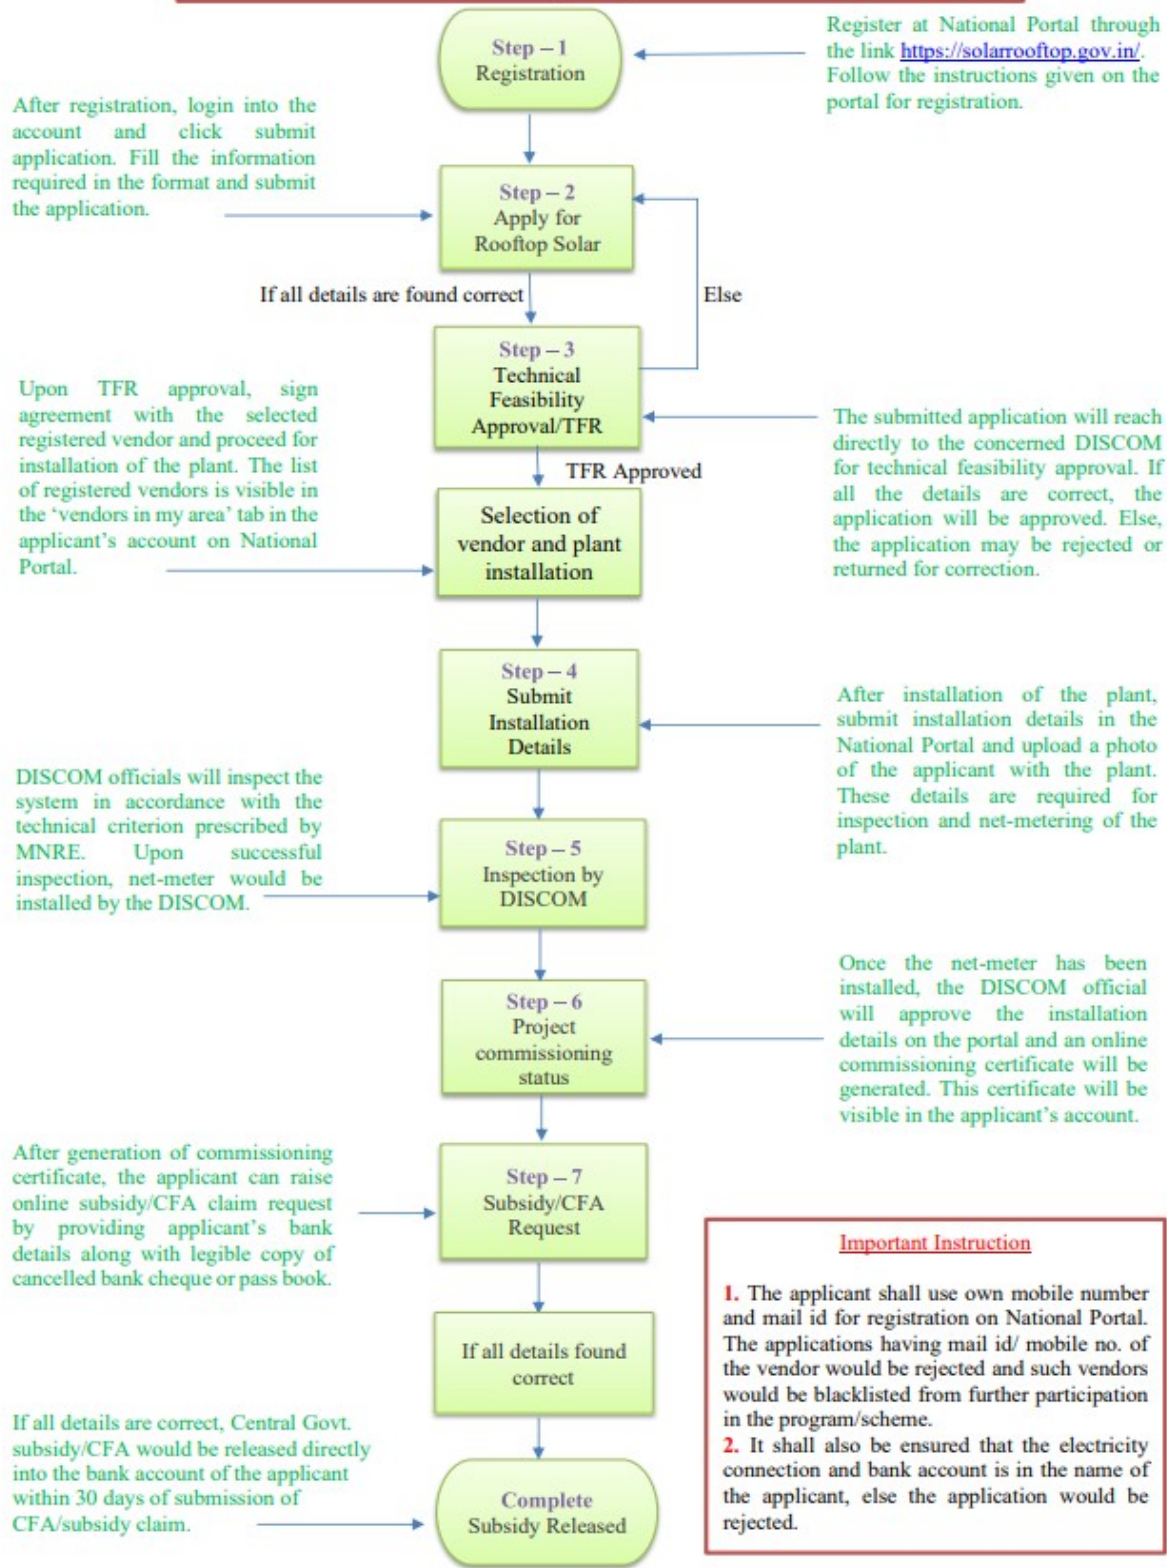 Step – 1
Registration
Register at National Portal through
the link https://solarrooftop.gov.in/.
Follow the instructions given on the
portal for registration.
After registration, login into the
account and click submit
application. Fill the information
required in the format and submit
the application.
Step – 2
Apply for
Rooftop Solar
If all details are found correct
Else
Step – 3
Technical
Feasibility
Approval/TFR
Upon TFR approval, sign
agreement with the selected
registered vendor and proceed for
installation of the plant. The list
of registered vendors is visible in
the ‘vendors in my area’ tab in the
applicant’s account on National
Portal.
The submitted application will reach
directly to the concerned DISCOM
for technical feasibility approval. If
all the details are correct, the
application will be approved. Else,
the application may be rejected or
returned for correction.
TFR Approved
Selection of
vendor and plant
installation
Step – 4
Submit
Installation
Details
After installation of the plant,
submit installation details in the
National Portal and upload a photo
of the applicant with the plant.
These details are required for
inspection and net-metering of the
plant.
DISCOM officials will inspect the
system in accordance with the
technical criterion prescribed by
MNRE. Upon successful
inspection, net-meter would be
installed by the DISCOM.
Step – 5
Inspection by
DISCOM
Once the net-meter has been
installed, the DISCOM official
will approve the installation
details on the portal and an online
commissioning certificate will be
generated. This certificate will be
visible in the applicant’s account.
Step – 6
Project
commissioning
status
After generation of commissioning
certificate, the applicant can raise
online subsidy/CFA claim request
by providing applicant’s bank
details along with legible copy of
cancelled bank cheque or pass book.
Step – 7
Subsidy/CFA
Request
If all details found
correct
If all details are correct, Central Govt.
subsidy/CFA would be released directly
into the bank account of the applicant
within 30 days of submission of
CFA/subsidy claim.
Complete
Subsidy Released
Important Instruction
1. The applicant shall use own mobile number
and mail id for registration on National Portal.
The applications having mail id/ mobile no. of
the vendor would be rejected and such vendors
would be blacklisted from further participation
in the program/scheme.
2. It shall also be ensured that the electricity
connection and bank account is in the name of
the applicant, else the application would be
rejected.